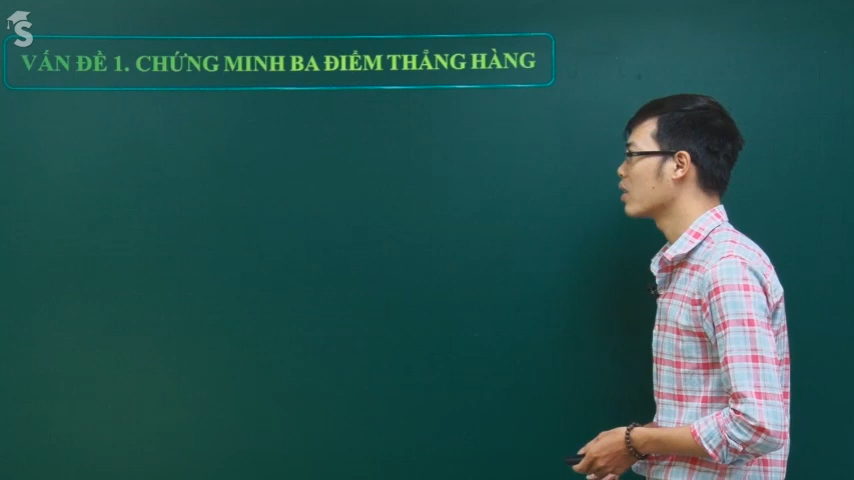 S
VẤN ĐỀ 1. CHỨNG MINH BA ĐIỂM THẲNG HÀNG